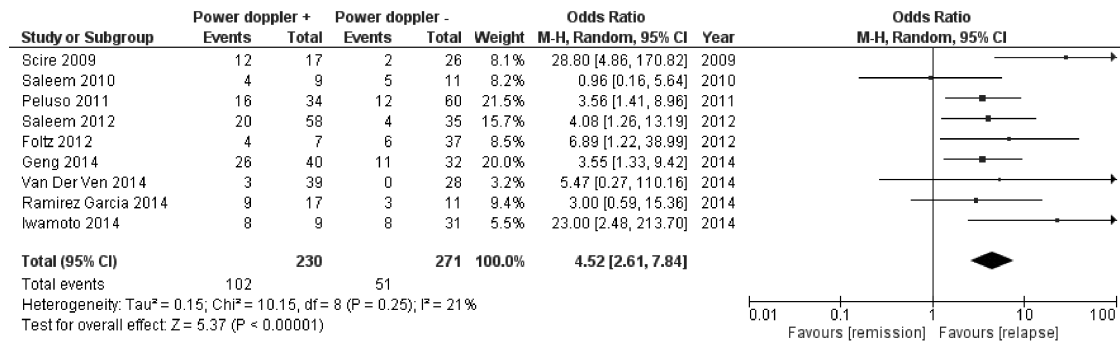 Power doppler + Power doppler - Odds Ratio Odds Ratio
Study or Subgroup Events Total Events Total Weight M-H, Random, 95% CI Year M-H, Random, 95% CI
Scire 2009 12 17 2 26 8.1% 28.80 [4.86, 170.82] 2009
Saleem 2010 4 9 5 11 8.2% 0.96 [0.16, 5.64] 2010
Peluso 2011 16 34 12 60 21.5% 3.56 [1.41, 8.96] 2011
Saleem 2012 20 58 4 35 15.7% 4.08 [1.26, 13.19] 2012
Foltz 2012 4 7 6 37 8.5% 6.89 [1.22, 38.99] 2012
Geng 2014 26 40 11 32 20.0% 3.55 [1.33, 9.42] 2014
Van Der Ven 2014 3 39 0 28 3.2% 5.47 [0.27, 110.16] 2014
Ramirez Garcia 2014 9 17 3 11 9.4% 3.00 [0.59, 15.36] 2014
Iwamoto 2014 8 9 8 31 5.5% 23.00 [2.48, 213.70] 2014
Total (95% CI) 230 271 100.0% 4.52 [2.61, 7.84]
Total events 102 51
Heterogeneity: Tau² = 0.15; Chi² = 10.15, df = 8 (P = 0.25); I² = 21%
Test for overall effect: Z = 5.37 (P < 0.00001)
0.01 0.1 1 10 100
Favours [remission] Favours [relapse]